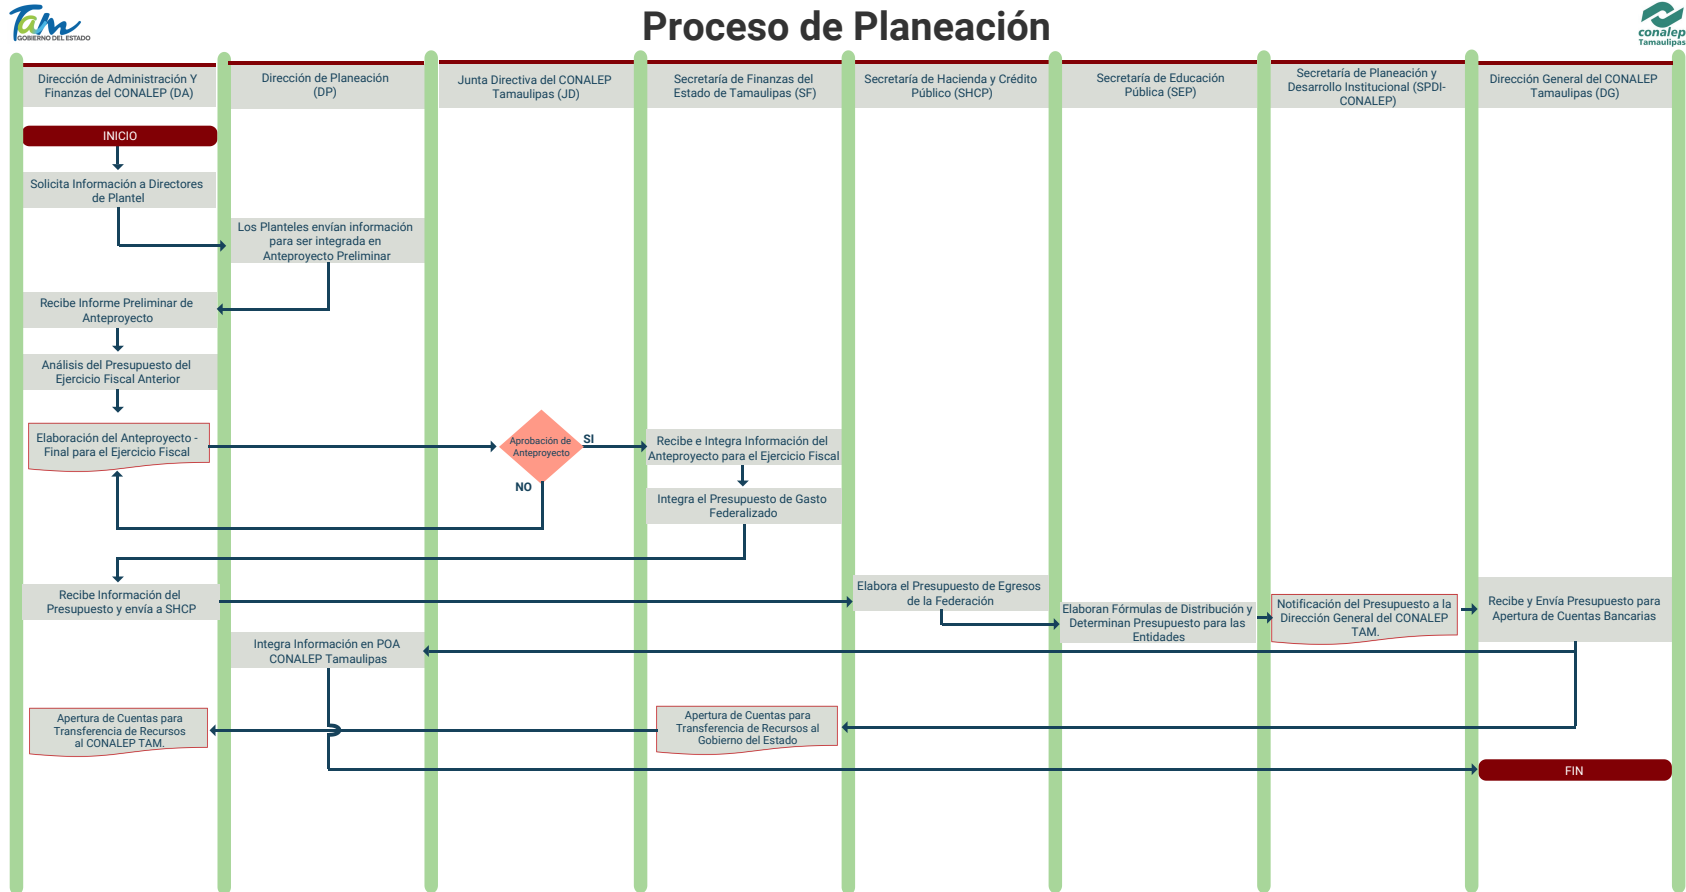 Tam
GOBIERNO DEL ESTADO
Proceso de Planeación
conalep
Tamaulipas
Dirección de Administración Y
Finanzas del CONALEP (DA)
Dirección de Planeación
(DP)
Junta Directiva del CONALEP
Tamaulipas (JD)
Secretaría de Finanzas del
Estado de Tamaulipas (SF)
Secretaría de Hacienda y Crédito
Público (SHCP)
Secretaría de Educación
Pública (SEP)
Secretaría de Planeación y
Desarrollo Institucional (SPDI-
CONALEP)
Dirección General del CONALEP
Tamaulipas (DG)
INICIO
Solicita Información a Directores
de Plantel
Los Planteles envían información
para ser integrada en
Anteproyecto Preliminar
Recibe Informe Preliminar de
Anteproyecto
Análisis del Presupuesto del
Ejercicio Fiscal Anterior
Elaboración del Anteproyecto -
Final para el Ejercicio Fiscal
Aprobación de
Anteproyecto
SI
NO
Recibe e Integra Información del
Anteproyecto para el Ejercicio Fiscal
Integra el Presupuesto de Gasto
Federalizado
Recibe Información del
Presupuesto y envía a SHCP
Elabora el Presupuesto de Egresos
de la Federación
Elaboran Fórmulas de Distribución y
Determinan Presupuesto para las
Entidades
Notificación del Presupuesto a la
Dirección General del CONALEP
TAM.
Recibe y Envía Presupuesto para
Apertura de Cuentas Bancarias
Integra Información en POA
CONALEP Tamaulipas
Apertura de Cuentas para
Transferencia de Recursos
al CONALEP TAM.
Apertura de Cuentas para
Transferencia de Recursos al
Gobierno del Estado
FIN